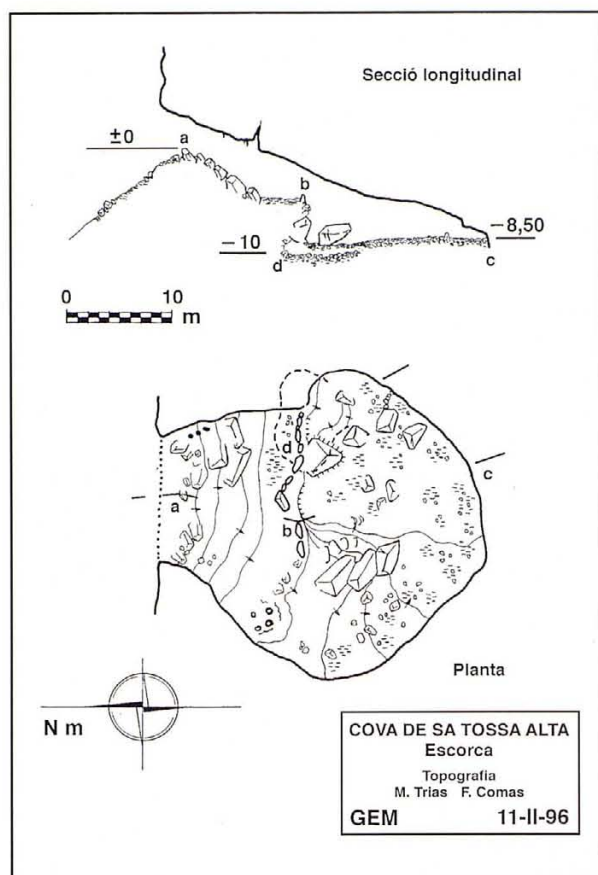 Secció longitudinal
±0
a
b
−8,50
−10
d
c
0 10
m
d
c
a
b
Planta
N m
COVA DE SA TOSSA ALTA
Escorca
Topografia
M. Trias F. Comas
GEM 11-II-96